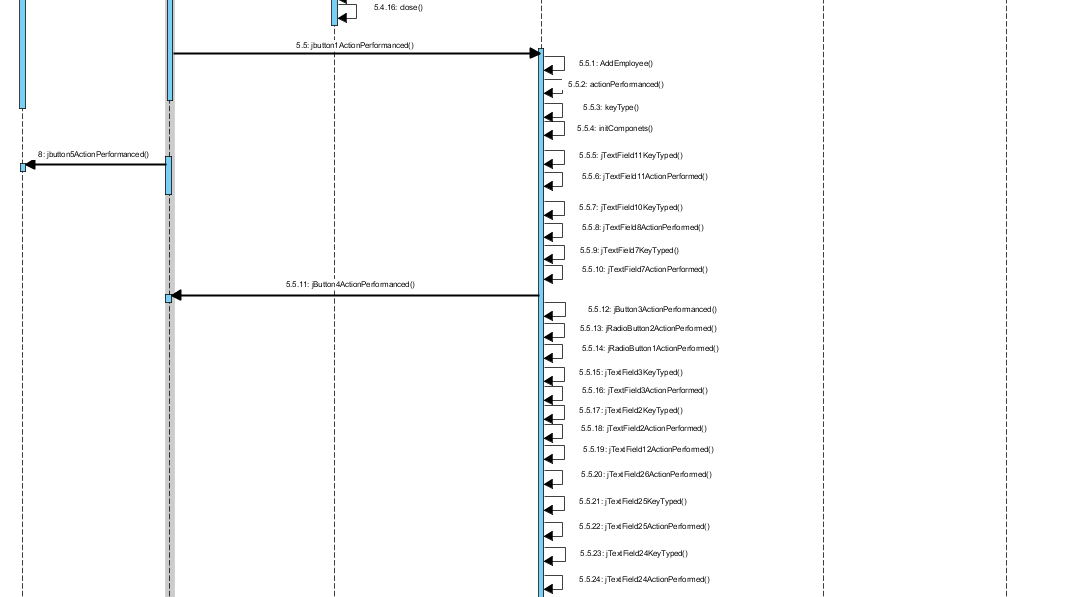 5.4.16: close()
5.5: jbutton1ActionPerformanced()
5.5.1: AddEmployee()
5.5.2: actionPerformanced()
5.5.3: keyType()
5.5.4: initComponets()
8: jbutton5ActionPerformanced()
5.5.5: jTextField11KeyTyped()
5.5.6: jTextField11ActionPerformed()
5.5.7: jTextField10KeyTyped()
5.5.8: jTextField8ActionPerformed()
5.5.9: jTextField7KeyTyped()
5.5.10: jTextField7ActionPerformed()
5.5.11: jButton4ActionPerformanced()
5.5.12: jButton3ActionPerformanced()
5.5.13: jRadioButton2ActionPerformed()
5.5.14: jRadioButton1ActionPerformed()
5.5.15: jTextField3KeyTyped()
5.5.16: jTextField3ActionPerformed()
5.5.17: jTextField2KeyTyped()
5.5.18: jTextField2ActionPerformed()
5.5.19: jTextField12ActionPerformed()
5.5.20: jTextField26ActionPerformed()
5.5.21: jTextField25KeyTyped()
5.5.22: jTextField25ActionPerformed()
5.5.23: jTextField24KeyTyped()
5.5.24: jTextField24ActionPerformed()